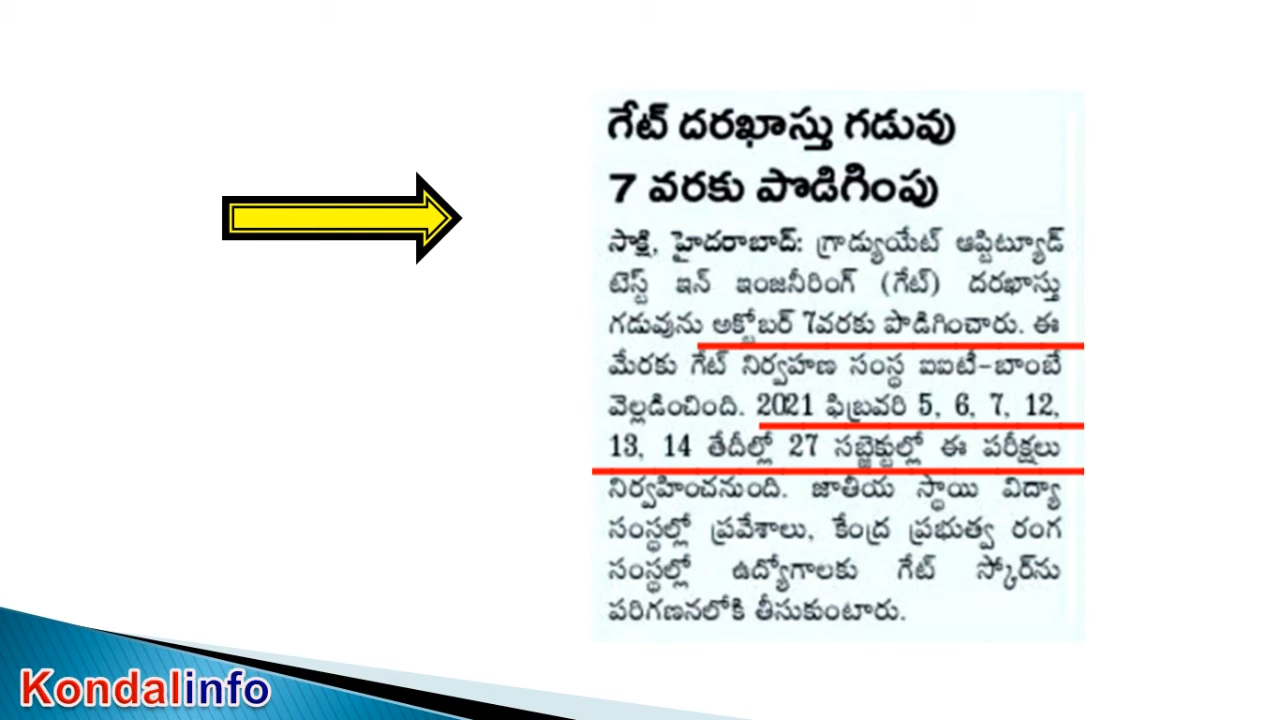 గేట్ దరఖాస్తు గడువు
7 వరకు పొడిగింపు
సాక్షి, హైదరాబాద్: గ్రాడ్యుయేట్ ఆప్టిట్యూడ్
టెస్ట్ ఇన్ ఇంజనీరింగ్ (గేట్) దరఖాస్తు
గడువును అక్టోబర్ 7వరకు పొడిగించారు. ఈ
మేరకు గేట్ నిర్వహణ సంస్థ ఐఐటీ-బాంబే
వెల్లడించింది. 2021 ఫిబ్రవరి 5, 6, 7, 12,
13, 14 తేదీల్లో 27 సబ్జెక్టుల్లో ఈ పరీక్షలు
నిర్వహించనుంది. జాతీయ స్థాయి విద్యా
సంస్థల్లో ప్రవేశాలు, కేంద్ర ప్రభుత్వ రంగ
సంస్థల్లో ఉద్యోగాలకు గేట్ స్కోర్‌ను
పరిగణనలోకి తీసుకుంటారు.
Kondalinfo